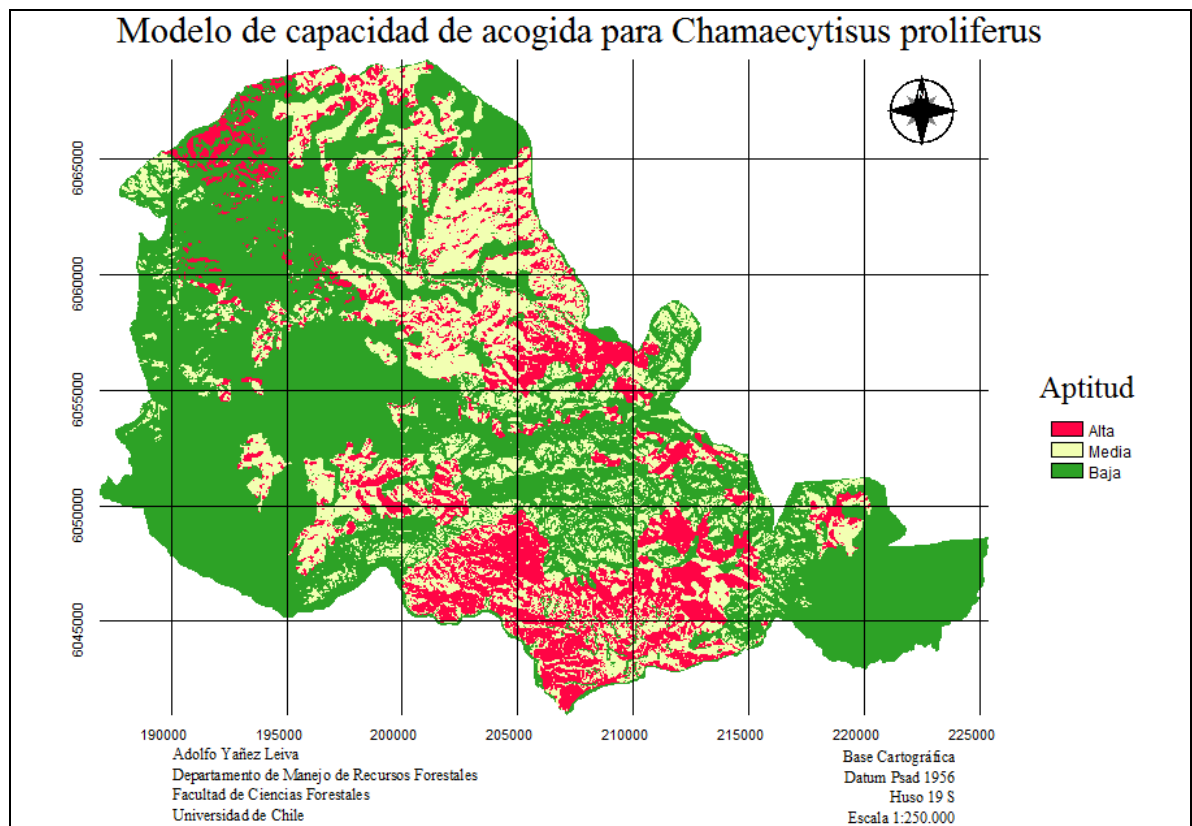 Modelo de capacidad de acogida para Chamaecytisus proliferus
N
6065000
6060000
6055000
6050000
6045000
Aptitud
Alta
Media
Baja
190000 195000 200000 205000 210000 215000 220000 225000
Adolfo Yañez Leiva
Departamento de Manejo de Recursos Forestales
Facultad de Ciencias Forestales
Universidad de Chile
Base Cartográfica
Datum Psad 1956
Huso 19 S
Escala 1:250.000